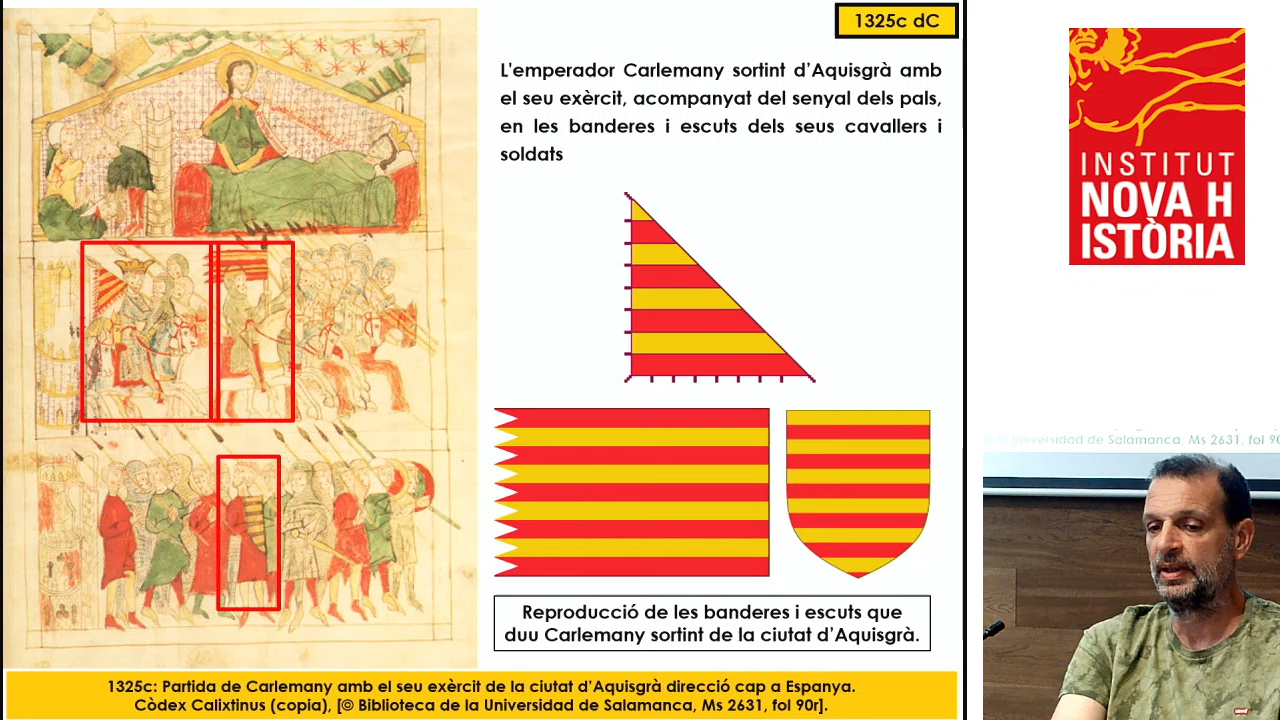 1325c dC
L'emperador Carlemany sortint d'Aquisgrà amb
el seu exèrcit, acompanyat del senyal dels pals,
en les banderes i escuts dels seus cavallers i
soldats
Reproducció de les banderes i escuts que
duu Carlemany sortint de la ciutat d'Aquisgrà.
1325c: Partida de Carlemany amb el seu exèrcit de la ciutat d'Aquisgrà direcció cap a Espanya.
Còdex Calixtinus (copia), [© Biblioteca de la Universidad de Salamanca, Ms 2631, fol 90r].
INSTITUT
NOVA H
ISTÒRIA
la Universidad de Salamanca, Ms 2631, fol 90r